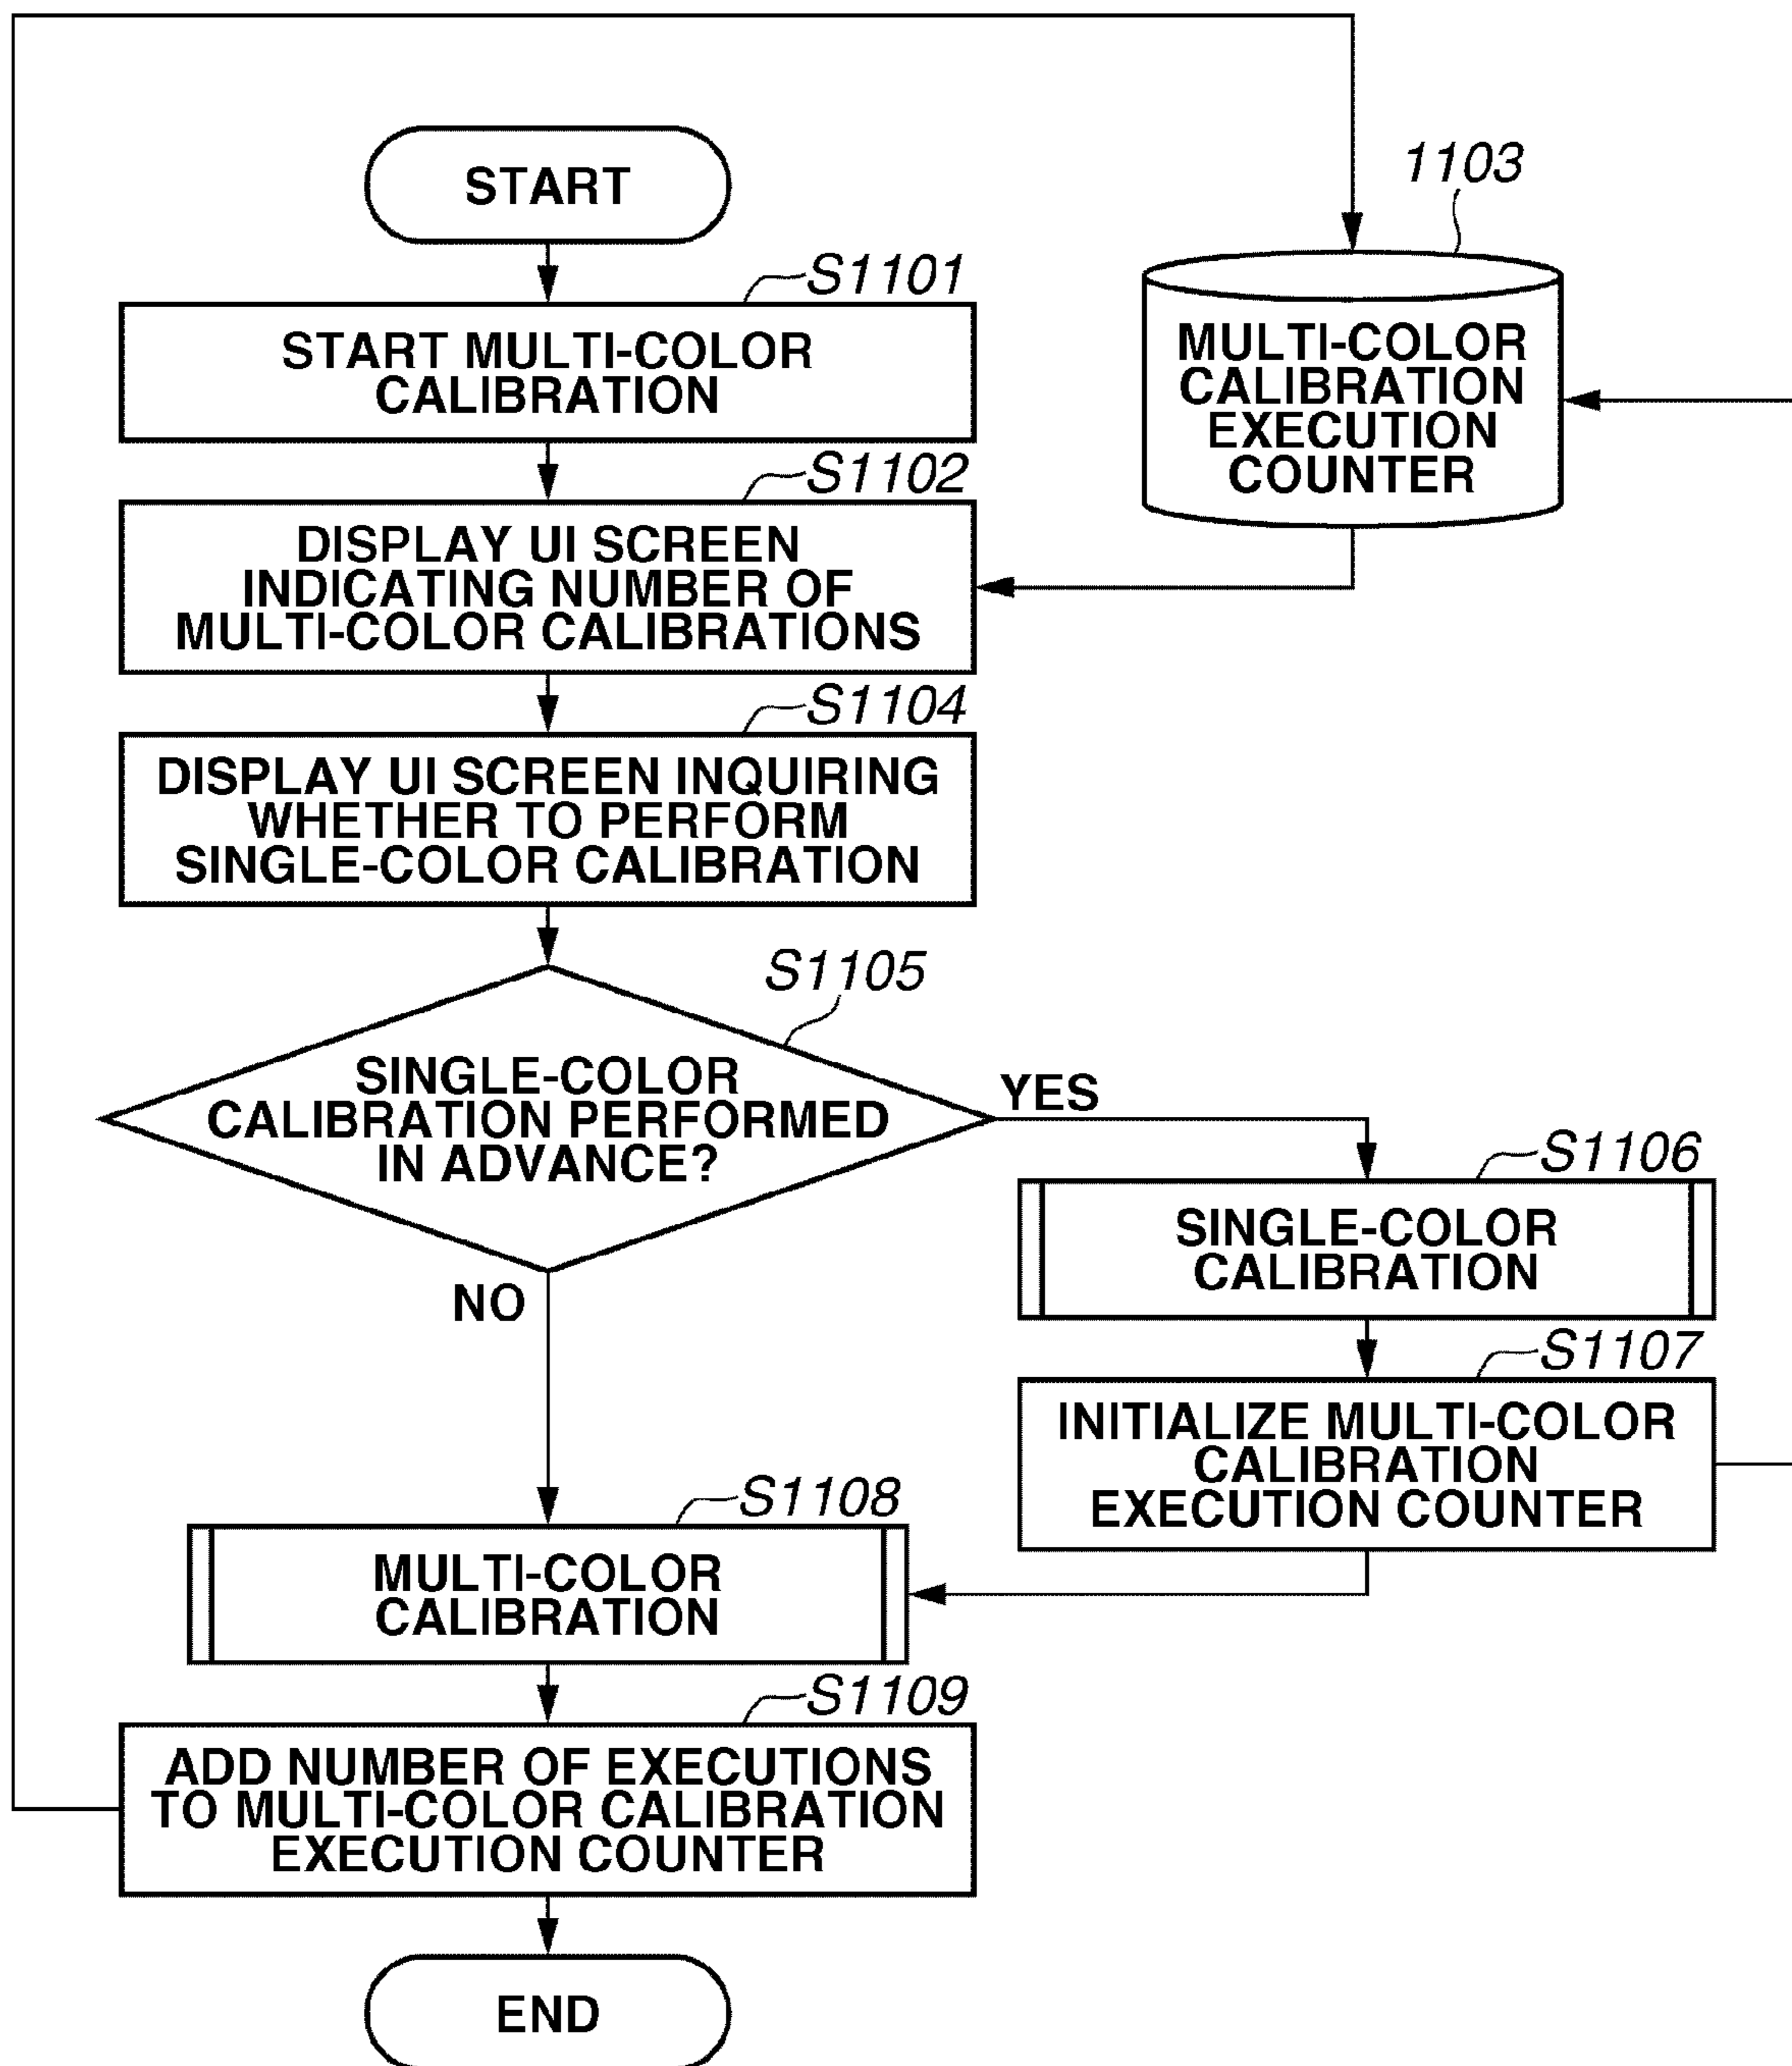 START
1103
S1101
START MULTI-COLOR
CALIBRATION
MULTI-COLOR
CALIBRATION
EXECUTION
COUNTER
S1102
DISPLAY UI SCREEN
INDICATING NUMBER OF
MULTI-COLOR CALIBRATIONS
S1104
DISPLAY UI SCREEN INQUIRING
WHETHER TO PERFORM
SINGLE-COLOR CALIBRATION
S1105
SINGLE-COLOR
CALIBRATION PERFORMED
IN ADVANCE?
YES
NO
S1106
SINGLE-COLOR
CALIBRATION
S1107
INITIALIZE MULTI-COLOR
CALIBRATION
EXECUTION COUNTER
S1108
MULTI-COLOR
CALIBRATION
S1109
ADD NUMBER OF EXECUTIONS
TO MULTI-COLOR CALIBRATION
EXECUTION COUNTER
END